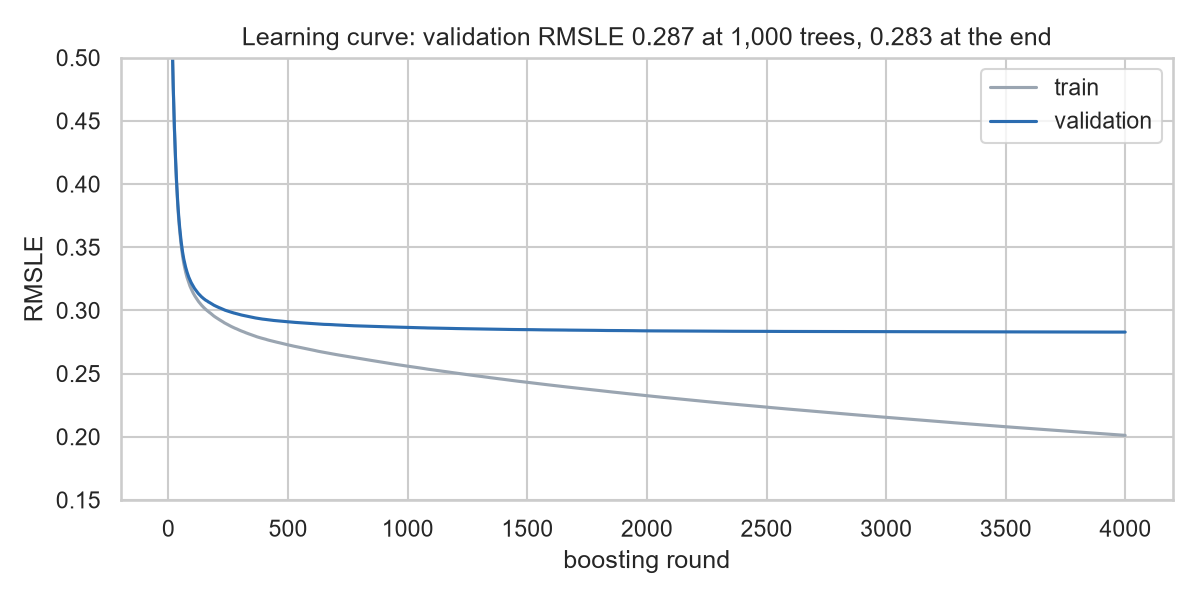 Learning curve: validation RMSLE 0.287 at 1,000 trees, 0.283 at the end
train
validation
RMSLE
0.50
0.45
0.40
0.35
0.30
0.25
0.20
0.15
0 500 1000 1500 2000 2500 3000 3500 4000
boosting round